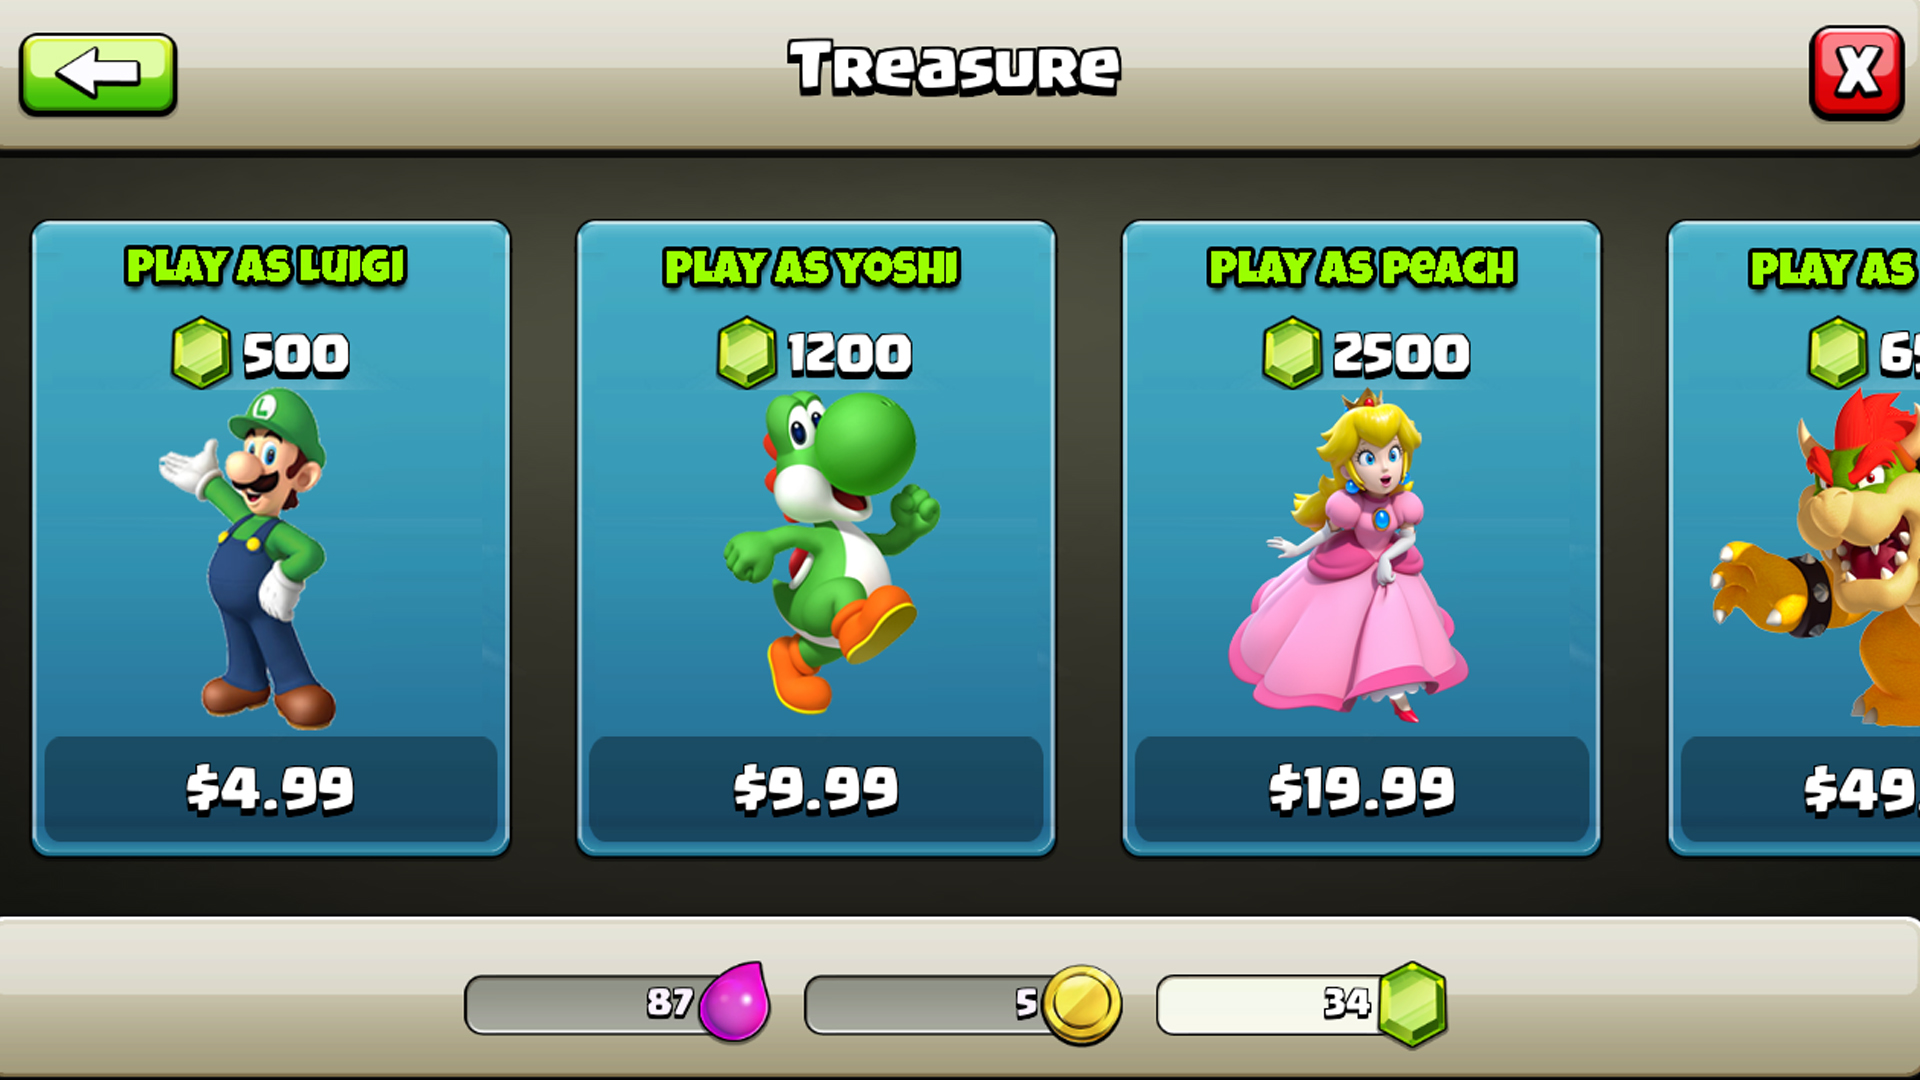 Treasure
X
PLAY AS LUIGI
500
$4.99
PLAY AS YOSHI
1200
$9.99
PLAY AS PEACH
2500
$19.99
PLAY AS
$49.
L
87
5
34